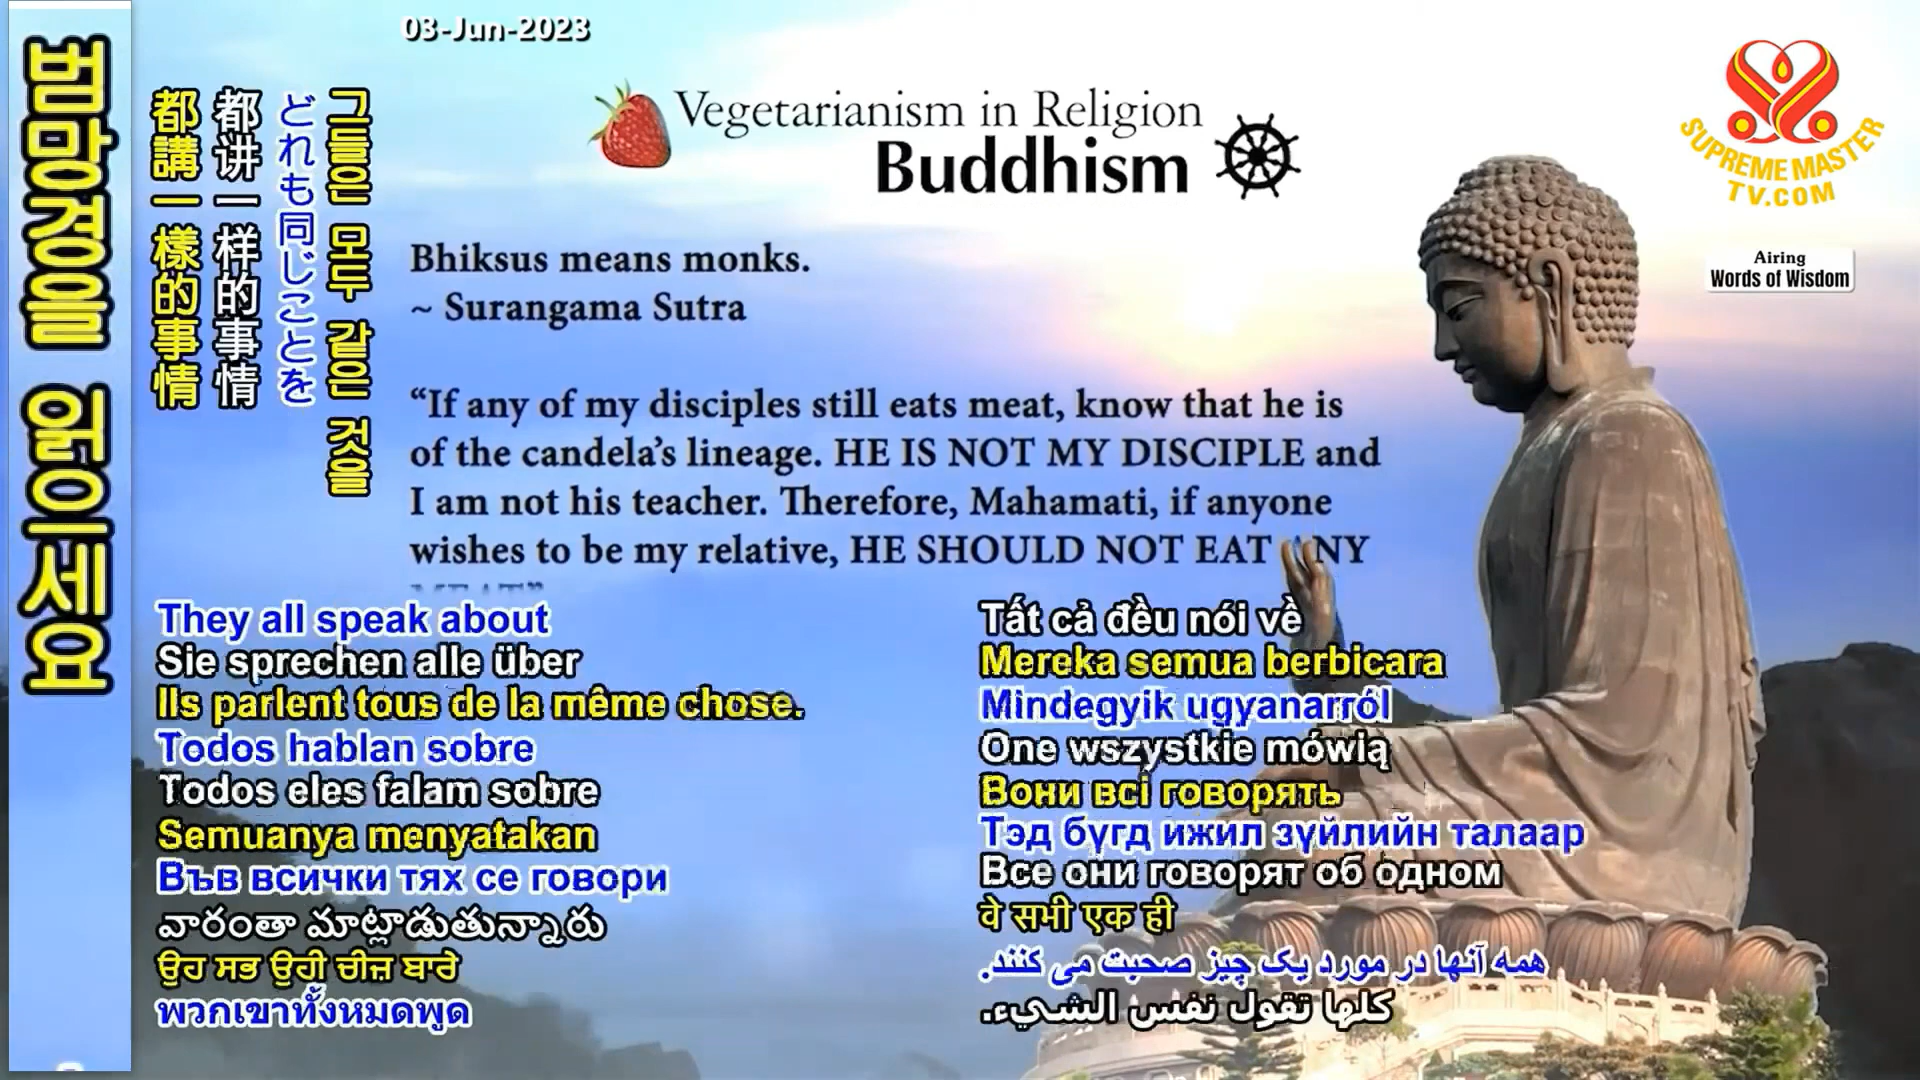 03-Jun-2023
범망경을 읽으세요
都講一樣的事情
都讲一样的事情
どれも同じことを
그들은 모두 같은 것을
Vegetarianism in Religion
Buddhism
SUPREME MASTER
TV.COM
Airing
Words of Wisdom
Bhiksus means monks.
~ Surangama Sutra
“If any of my disciples still eats meat, know that he is
of the candela’s lineage. HE IS NOT MY DISCIPLE and
I am not his teacher. Therefore, Mahamati, if anyone
wishes to be my relative, HE SHOULD NOT EAT ANY
They all speak about
Sie sprechen alle über
Ils parlent tous de la même chose.
Todos hablan sobre
Todos eles falam sobre
Semuanya menyatakan
Във всички тях се говори
వారంతా మాట్లాడుతున్నారు
ਉਹ ਸਭ ਉਹੀ ਚੀਜ਼ ਬਾਰੇ
พวกเขาทั้งหมดพูด
Tất cả đều nói về
Mereka semua berbicara
Mindegyik ugyanarról
One wszystkie mówią
Вони всі говорять
Тэд бүгд ижил зүйлийн талаар
Все они говорят об одном
वे सभी एक ही
همه آنها در مورد یک چیز صحبت می کنند.
كلها تقول نفس الشيء.